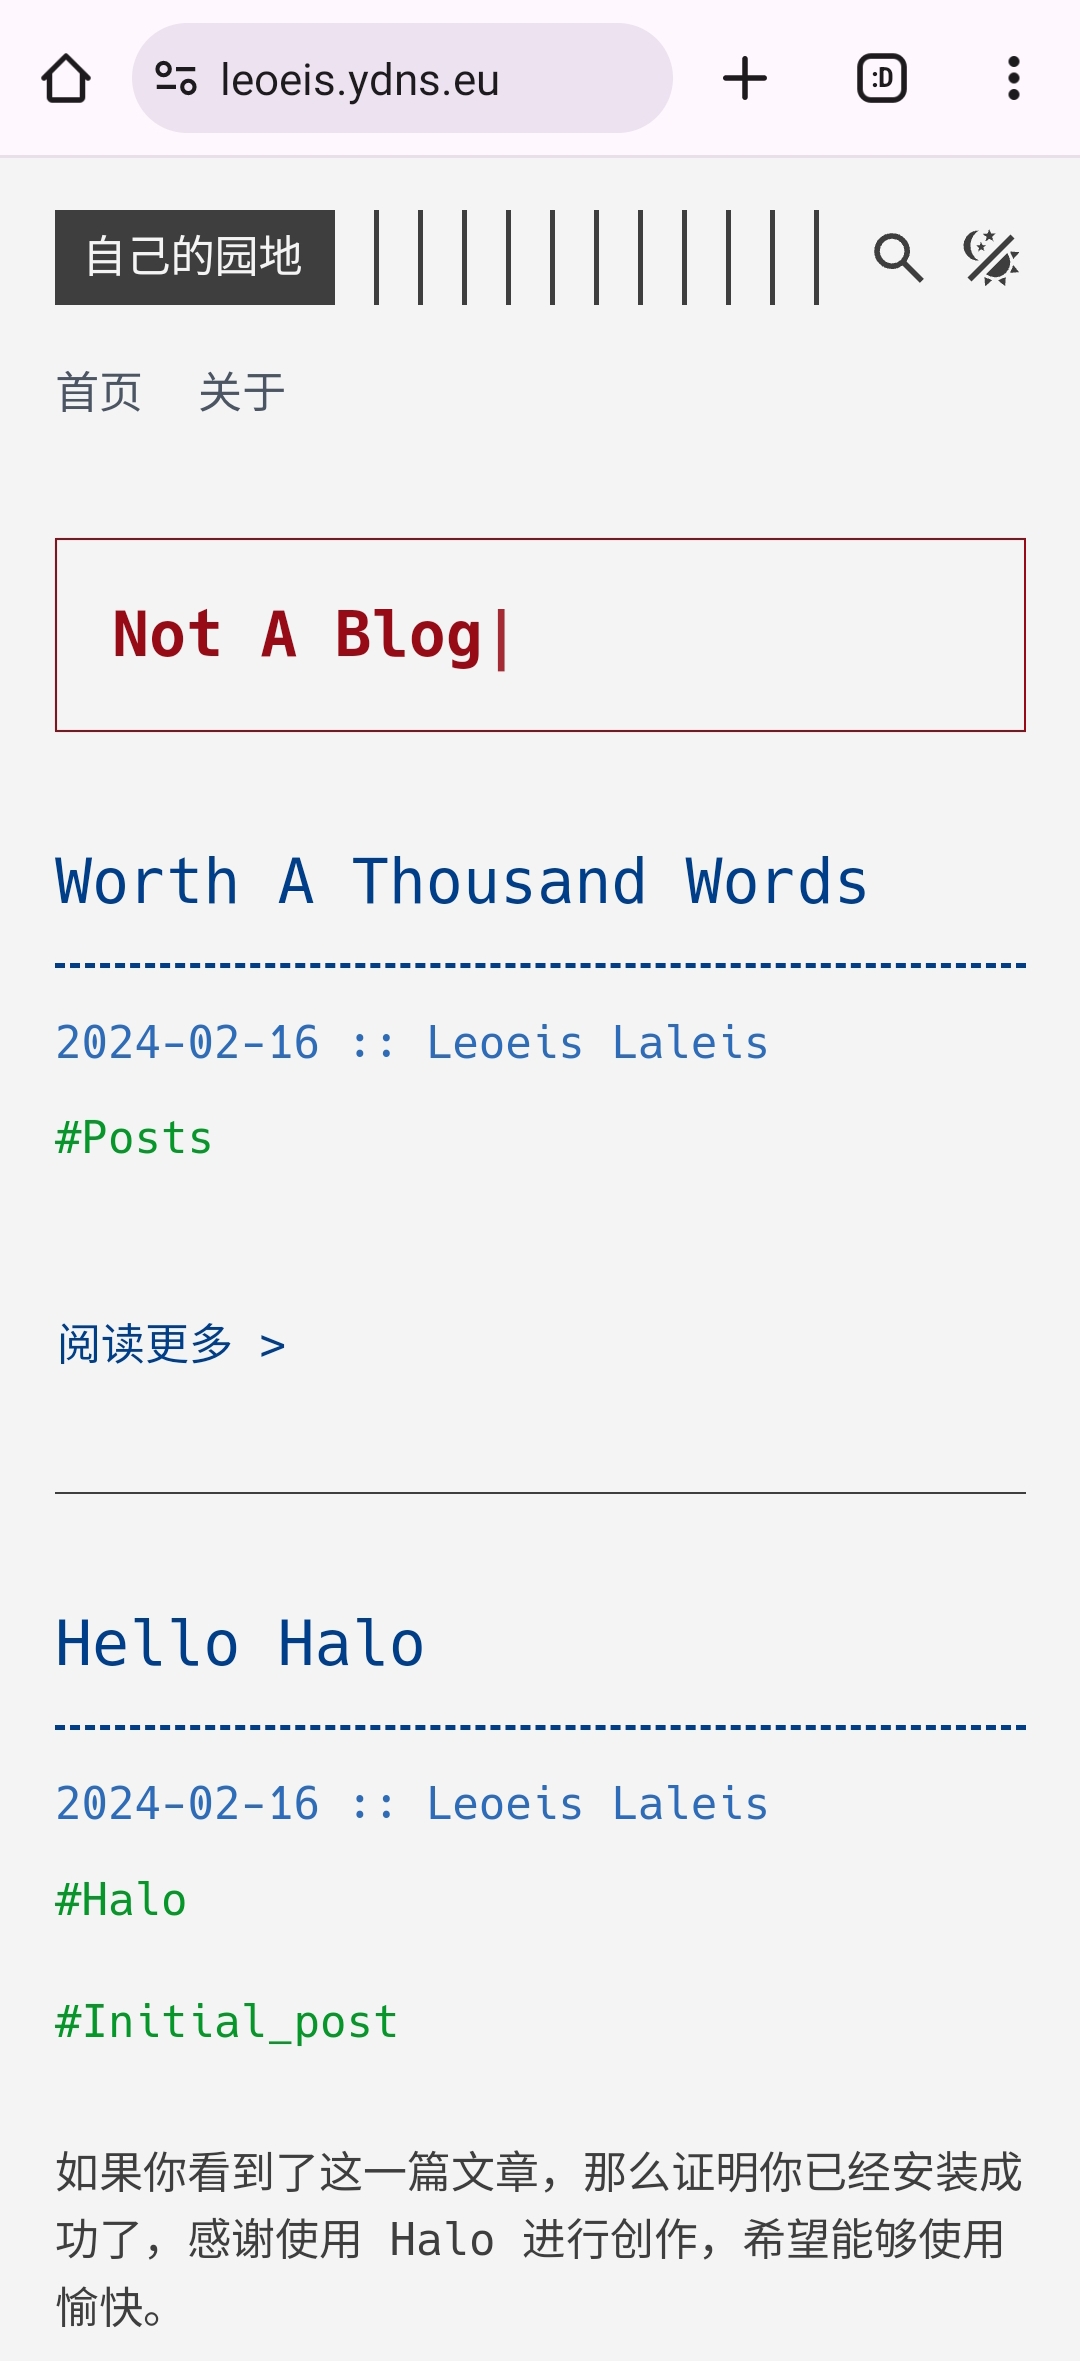 leoeis.ydns.eu
:D
自己的园地
首页 关于
Not A Blog|
Worth A Thousand Words
2024-02-16 :: Leoeis Laleis
#Posts
阅读更多 >
Hello Halo
2024-02-16 :: Leoeis Laleis
#Halo
#Initial_post
如果你看到了这一篇文章，那么证明你已经安装成
功了，感谢使用 Halo 进行创作，希望能够使用
愉快。